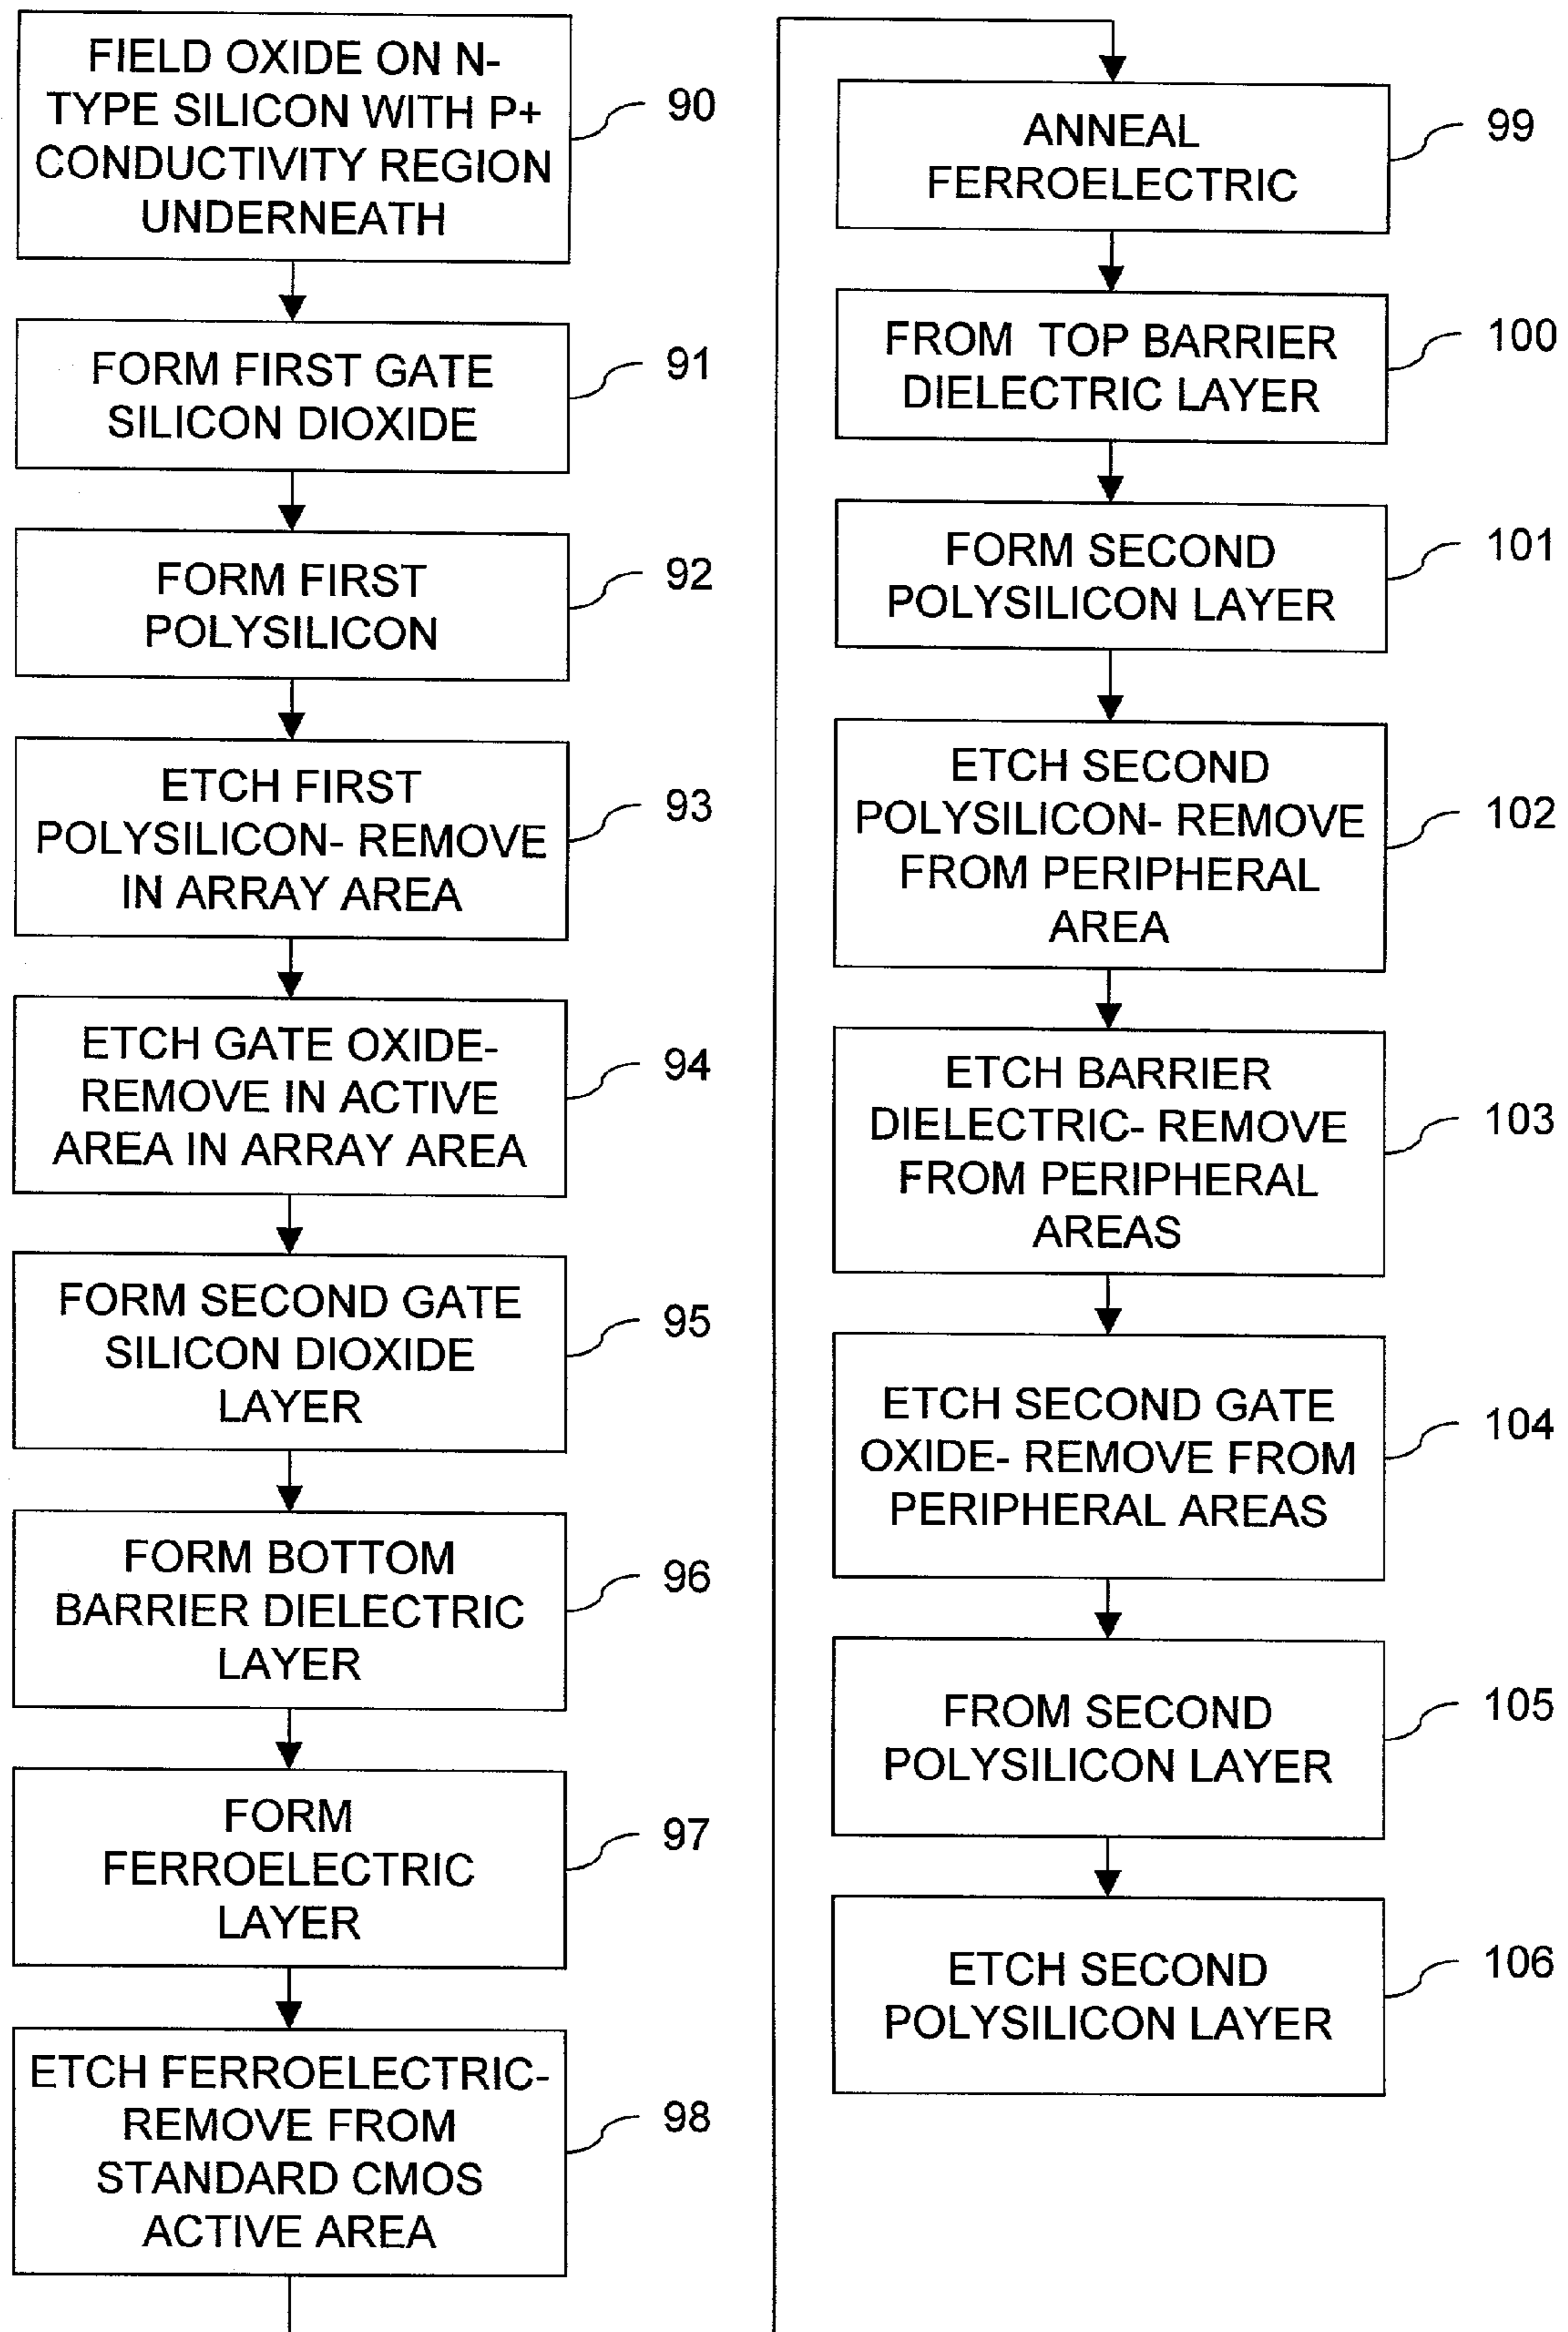 FIELD OXIDE ON N-
TYPE SILICON WITH P+
CONDUCTIVITY REGION
UNDERNEATH
90
FORM FIRST GATE
SILICON DIOXIDE
91
FORM FIRST
POLYSILICON
92
ETCH FIRST
POLYSILICON- REMOVE
IN ARRAY AREA
93
ETCH GATE OXIDE-
REMOVE IN ACTIVE
AREA IN ARRAY AREA
94
FORM SECOND GATE
SILICON DIOXIDE
LAYER
95
FORM BOTTOM
BARRIER DIELECTRIC
LAYER
96
FORM
FERROELECTRIC
LAYER
97
ETCH FERROELECTRIC-
REMOVE FROM
STANDARD CMOS
ACTIVE AREA
98
ANNEAL
FERROELECTRIC
99
FROM TOP BARRIER
DIELECTRIC LAYER
100
FORM SECOND
POLYSILICON LAYER
101
ETCH SECOND
POLYSILICON- REMOVE
FROM PERIPHERAL
AREA
102
ETCH BARRIER
DIELECTRIC- REMOVE
FROM PERIPHERAL
AREAS
103
ETCH SECOND GATE
OXIDE- REMOVE FROM
PERIPHERAL AREAS
104
FROM SECOND
POLYSILICON LAYER
105
ETCH SECOND
POLYSILICON LAYER
106